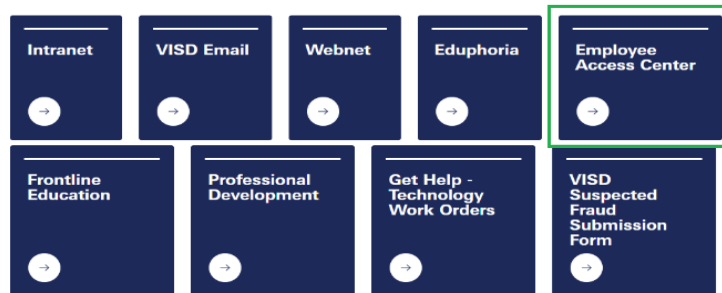 Intranet
VISD Email
Webnet
Eduphoria
Employee
Access Center
Frontline
Education
Professional
Development
Get Help -
Technology
Work Orders
VISD
Suspected
Fraud
Submission
Form